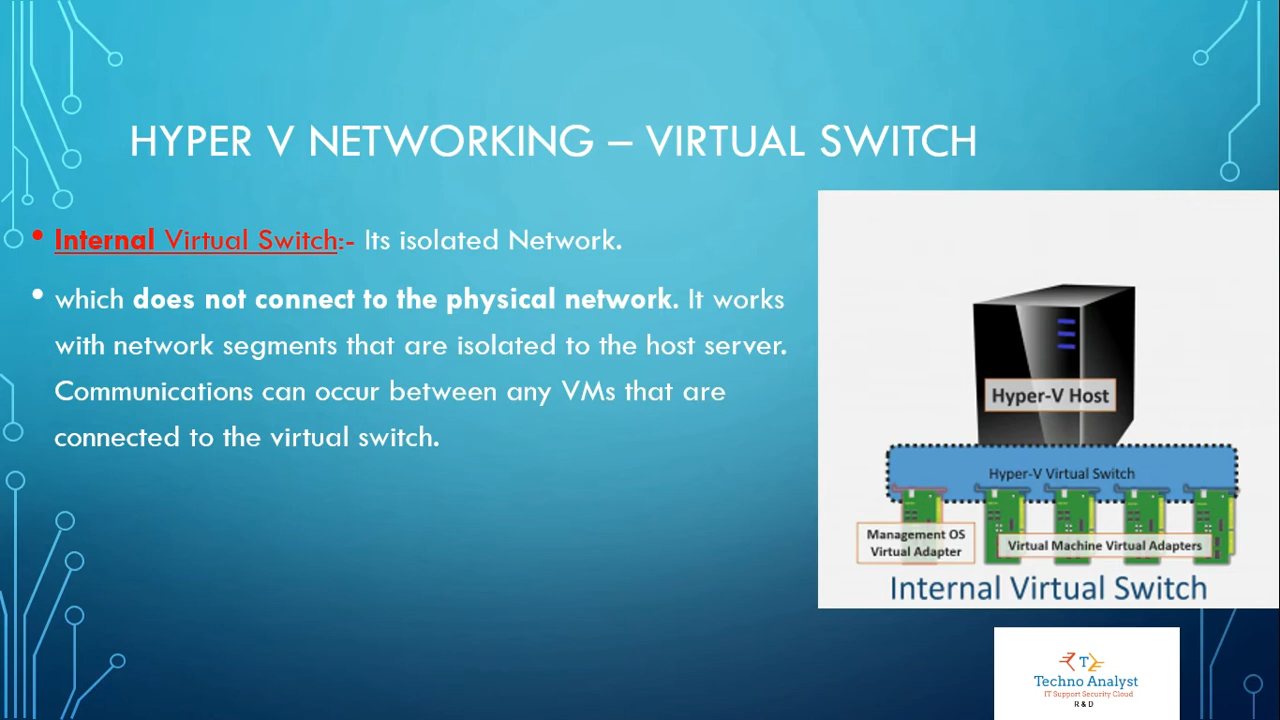 HYPER V NETWORKING – VIRTUAL SWITCH
• Internal Virtual Switch:- Its isolated Network.
• which does not connect to the physical network. It works
with network segments that are isolated to the host server.
Communications can occur between any VMs that are
connected to the virtual switch.
Hyper-V Host
Hyper-V Virtual Switch
Management OS
Virtual Adapter
Virtual Machine Virtual Adapters
Internal Virtual Switch
T
Techno Analyst
IT Support Security Cloud
R & D